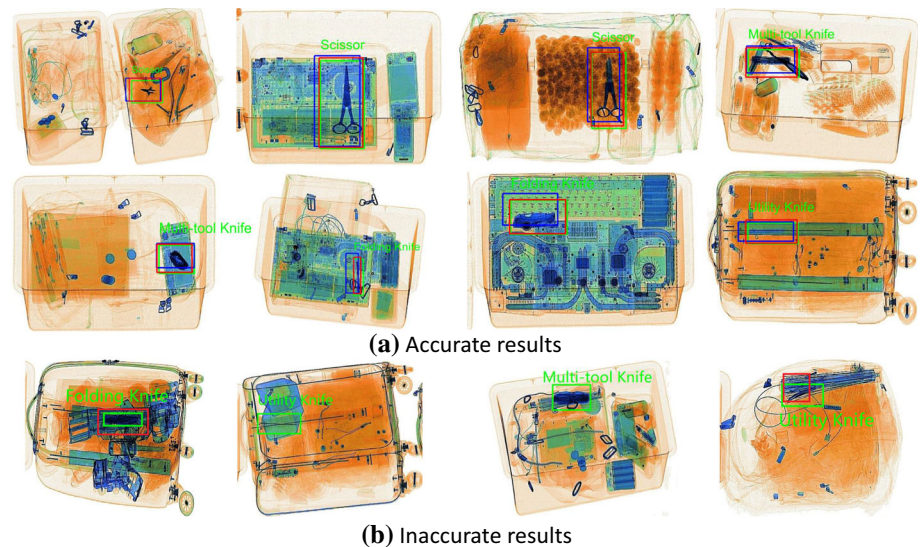 Scissor
Scissor
Multi-tool Knife
Multi-tool Knife
Folding Knife
Folding Knife
Utility Knife
(a) Accurate results
Folding Knife
Utility Knife
Multi-tool Knife
Utility Knife
(b) Inaccurate results